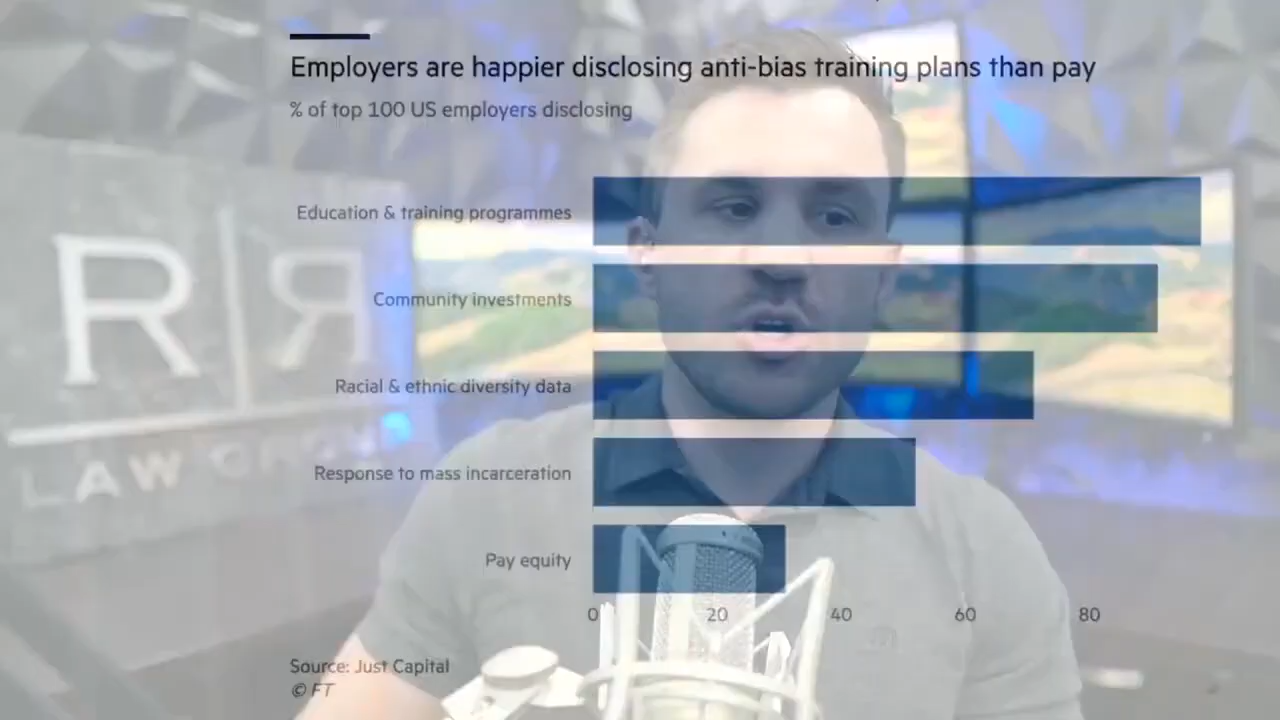 Employers are happier disclosing anti-bias training plans than pay
% of top 100 US employers disclosing
Education & training programmes
Community investments
Racial & ethnic diversity data
Response to mass incarceration
Pay equity
0 20 40 60 80
Source: Just Capital
© FT
R | R
LAW